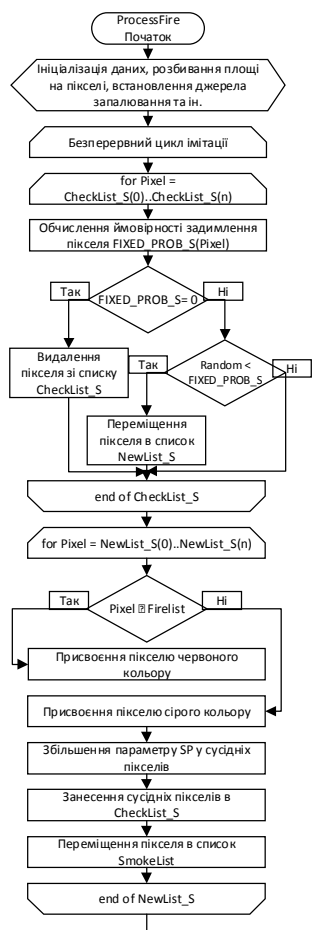 ProcessFire
Початок
Ініціалізація даних, розбивання площі
на пікселі, встановлення джерела
запалювання та ін.
Безперервний цикл імітації
for Pixel =
CheckList_S(0)..CheckList_S(n)
Обчислення ймовірності задимлення
пікселя FIXED_PROB_S(Pixel)
Так
Ні
FIXED_PROB_S= 0
Видалення
пікселя зі списку
CheckList_S
Так
Random <
FIXED_PROB_S
Ні
Переміщення
пікселя в список
NewList_S
end of CheckList_S
for Pixel = NewList_S(0)..NewList_S(n)
Так
Ні
Pixel  Firelist
Присвоєння пікселю червоного
кольору
Присвоєння пікселю сірого кольору
Збільшення параметру SP у сусідніх
пікселів
Занесення сусідніх пікселів в
CheckList_S
Переміщення пікселя в список
SmokeList
end of NewList_S